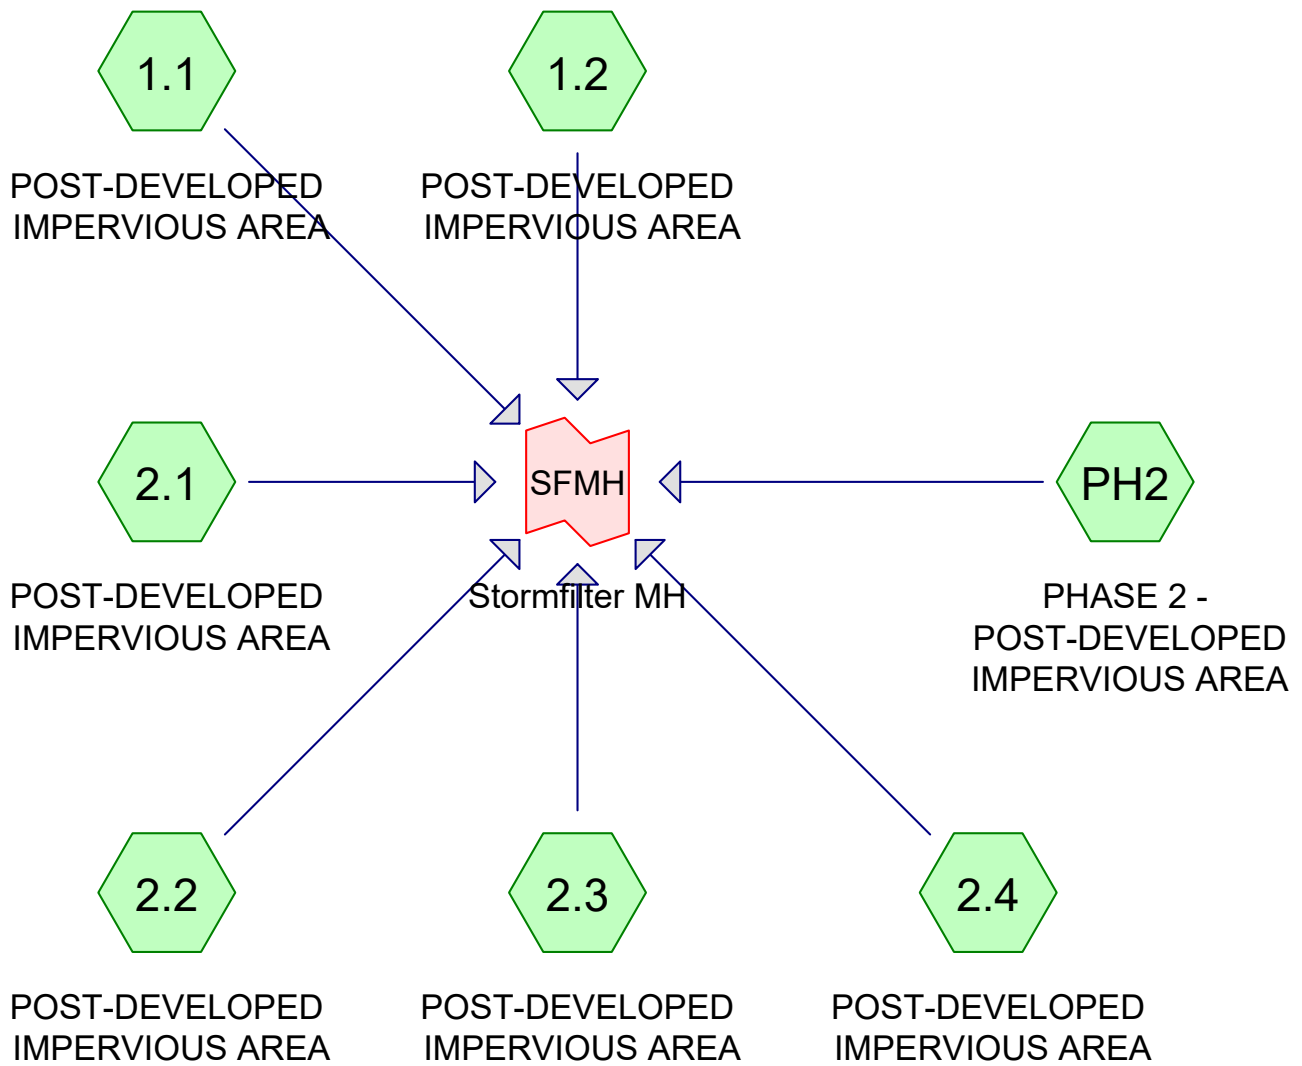 1.1
POST-DEVELOPED
IMPERVIOUS AREA
1.2
POST-DEVELOPED
IMPERVIOUS AREA
2.1
POST-DEVELOPED
IMPERVIOUS AREA
SFMH
Stormfilter MH
PH2
PHASE 2 -
POST-DEVELOPED
IMPERVIOUS AREA
2.2
POST-DEVELOPED
IMPERVIOUS AREA
2.3
POST-DEVELOPED
IMPERVIOUS AREA
2.4
POST-DEVELOPED
IMPERVIOUS AREA